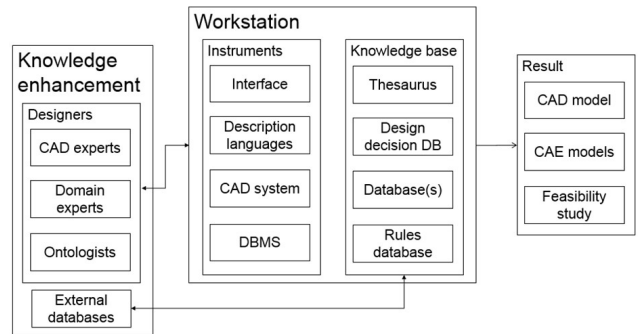 Knowledge
enhancement
Designers
CAD experts
Domain
experts
Ontologists
External
databases
Workstation
Instruments
Interface
Description
languages
CAD system
DBMS
Knowledge base
Thesaurus
Design
decision DB
Database(s)
Rules
database
Result
CAD model
CAE models
Feasibility
study